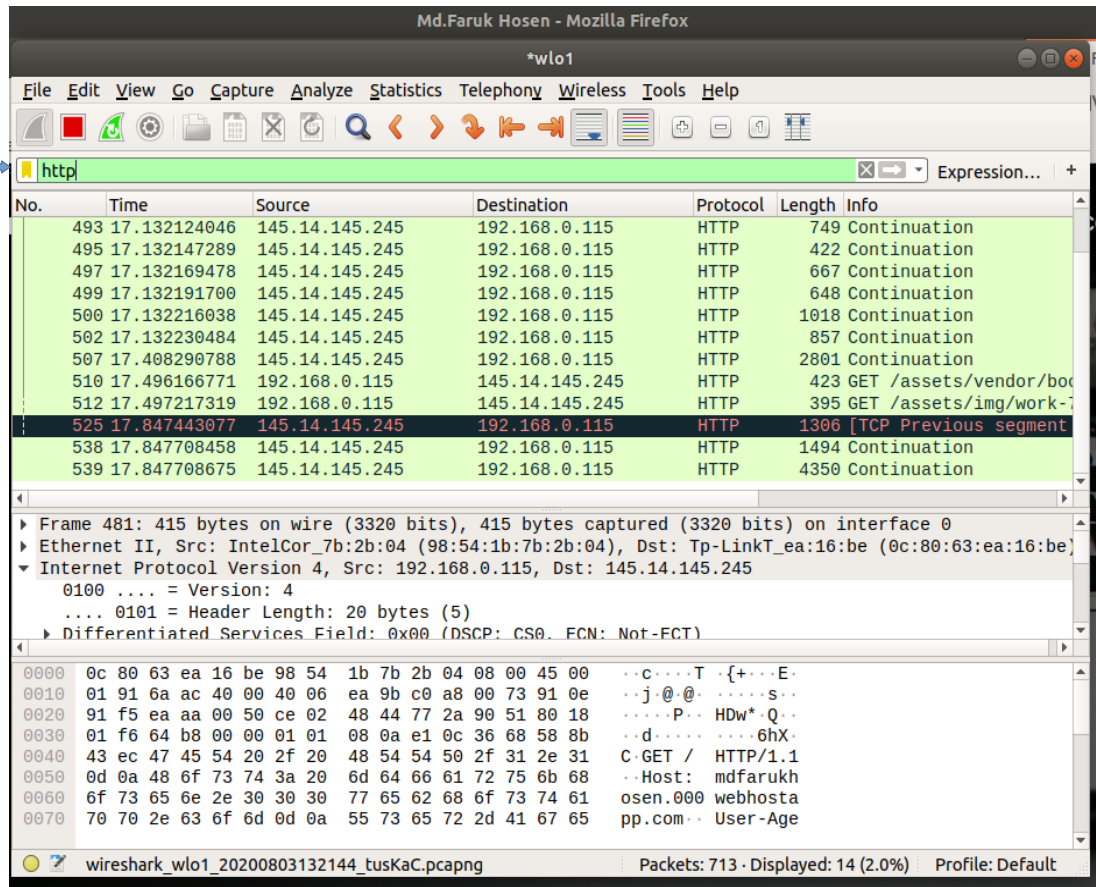 Md.Faruk Hosen - Mozilla Firefox
*wlo1
File Edit View Go Capture Analyze Statistics Telephony Wireless Tools Help
http Expression... +
No. Time Source Destination Protocol Length Info
493 17.132124046 145.14.145.245 192.168.0.115 HTTP 749 Continuation
495 17.132147289 145.14.145.245 192.168.0.115 HTTP 422 Continuation
497 17.132169478 145.14.145.245 192.168.0.115 HTTP 667 Continuation
499 17.132191700 145.14.145.245 192.168.0.115 HTTP 648 Continuation
500 17.132216038 145.14.145.245 192.168.0.115 HTTP 1018 Continuation
502 17.132230484 145.14.145.245 192.168.0.115 HTTP 857 Continuation
507 17.408290788 145.14.145.245 192.168.0.115 HTTP 2801 Continuation
510 17.496166771 192.168.0.115 145.14.145.245 HTTP 423 GET /assets/vendor/boo
512 17.497217319 192.168.0.115 145.14.145.245 HTTP 395 GET /assets/img/work-7
525 17.847443077 145.14.145.245 192.168.0.115 HTTP 1306 [TCP Previous segment
538 17.847708458 145.14.145.245 192.168.0.115 HTTP 1494 Continuation
539 17.847708675 145.14.145.245 192.168.0.115 HTTP 4350 Continuation
Frame 481: 415 bytes on wire (3320 bits), 415 bytes captured (3320 bits) on interface 0
Ethernet II, Src: IntelCor_7b:2b:04 (98:54:1b:7b:2b:04), Dst: Tp-LinkT_ea:16:be (0c:80:63:ea:16:be)
Internet Protocol Version 4, Src: 192.168.0.115, Dst: 145.14.145.245
0100 .... = Version: 4
.... 0101 = Header Length: 20 bytes (5)
Differentiated Services Field: 0x00 (DSCP: CS0, ECN: Not-ECT)
0000 0c 80 63 ea 16 be 98 54 1b 7b 2b 04 08 00 45 00 ··c····T ·{+···E·
0010 01 91 6a ac 40 00 40 06 ea 9b c0 a8 00 73 91 0e ··j·@·@· ·····s··
0020 91 f5 ea aa 00 50 ce 02 48 44 77 2a 90 51 80 18 ·····P·· HDw*·Q··
0030 01 f6 64 b8 00 00 01 01 08 0a e1 0c 36 68 58 8b ··d····· ····6hX·
0040 43 ec 47 45 54 20 2f 20 48 54 54 50 2f 31 2e 31 C·GET / HTTP/1.1
0050 0d 0a 48 6f 73 74 3a 20 6d 64 66 61 72 75 6b 68 ··Host: mdfarukh
0060 6f 73 65 6e 2e 30 30 30 77 65 62 68 6f 73 74 61 osen.000 webhosta
0070 70 70 2e 63 6f 6d 0d 0a 55 73 65 72 2d 41 67 65 pp.com·· User-Age
wireshark_wlo1_20200803132144_tusKaC.pcapng Packets: 713 · Displayed: 14 (2.0%) Profile: Default